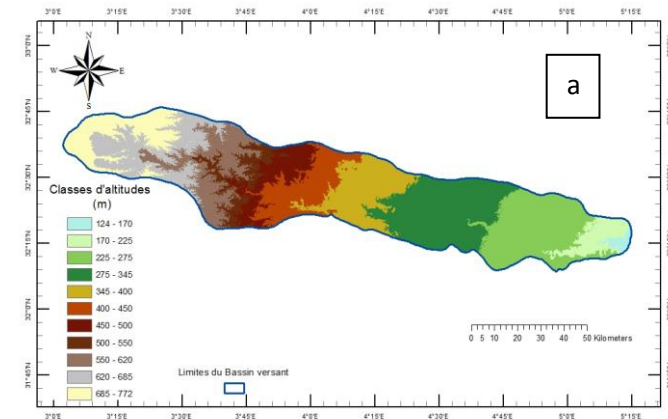 3°0'E 3°15'E 3°30'E 3°45'E 4°0'E 4°15'E 4°30'E 4°45'E 5°0'E 5°15'E
33°0'N
N
W E
S
a
32°45'N
32°30'N
Classes d'altitudes
(m)
124 - 170
170 - 225
32°15'N
225 - 275
275 - 345
345 - 400
32°0'N
400 - 450
450 - 500
0 5 10 20 30 40 50 Kilometers
500 - 550
550 - 620
620 - 685
Limites du Bassin versant
31°45'N
685 - 772
3°0'E 3°15'E 3°30'E 3°45'E 4°0'E 4°15'E 4°30'E 4°45'E 5°0'E 5°15'E